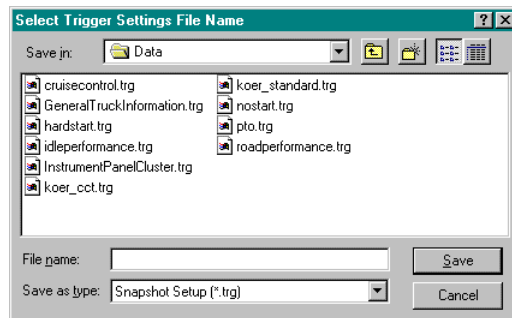 Select Trigger Settings File Name
Save in: Data
cruisecontrol.trg
GeneralTruckInformation.trg
hardstart.trg
idleperformance.trg
InstrumentPanelCluster.trg
koer_cct.trg
koer_standard.trg
nostart.trg
pto.trg
roadperformance.trg
File name:
Save
Save as type: Snapshot Setup (*.trg)
Cancel